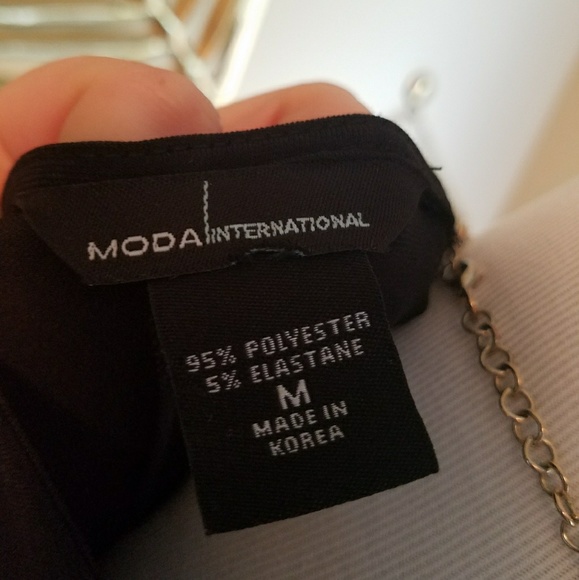 MODA INTERNATIONAL
95% POLYESTER
5% ELASTANE
M
MADE IN
KOREA